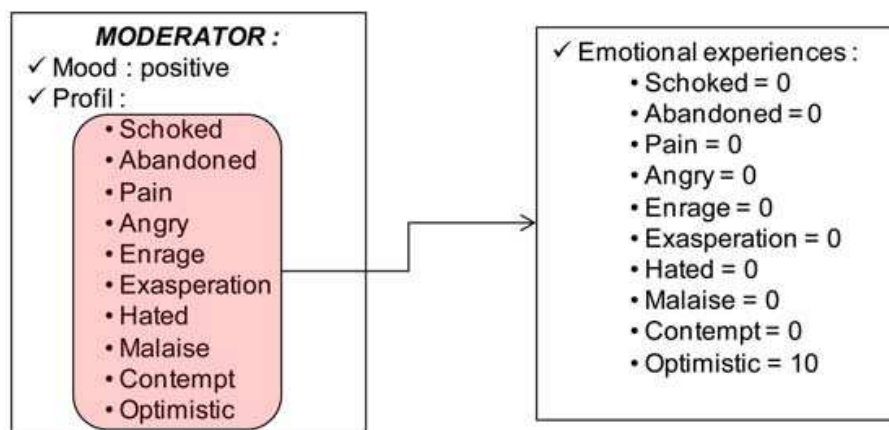 MODERATOR :
✓ Mood : positive
✓ Profil :
• Schoked
• Abandoned
• Pain
• Angry
• Enrage
• Exasperation
• Hated
• Malaise
• Contempt
• Optimistic
✓ Emotional experiences :
• Schoked = 0
• Abandoned = 0
• Pain = 0
• Angry = 0
• Enrage = 0
• Exasperation = 0
• Hated = 0
• Malaise = 0
• Contempt = 0
• Optimistic = 10